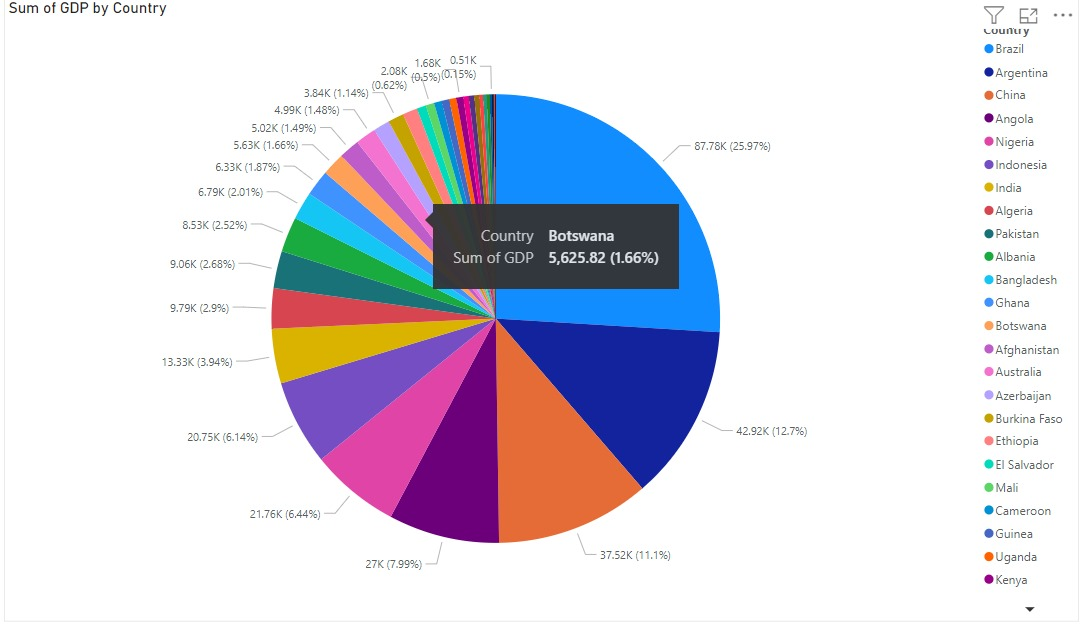 Sum of GDP by Country
Country
Brazil
Argentina
China
Angola
Nigeria
Indonesia
India
Algeria
Pakistan
Albania
Bangladesh
Ghana
Botswana
Afghanistan
Australia
Azerbaijan
Burkina Faso
Ethiopia
El Salvador
Mali
Cameroon
Guinea
Uganda
Kenya
87.78K (25.97%)
42.92K (12.7%)
37.52K (11.1%)
27K (7.99%)
21.76K (6.44%)
20.75K (6.14%)
13.33K (3.94%)
9.79K (2.9%)
9.06K (2.68%)
8.53K (2.52%)
6.79K (2.01%)
6.33K (1.87%)
5.63K (1.66%)
5.02K (1.49%)
4.99K (1.48%)
3.84K (1.14%)
2.08K
(0.62%)
1.68K
(0.5%)
0.51K
(0.15%)
Country Botswana
Sum of GDP 5,625.82 (1.66%)